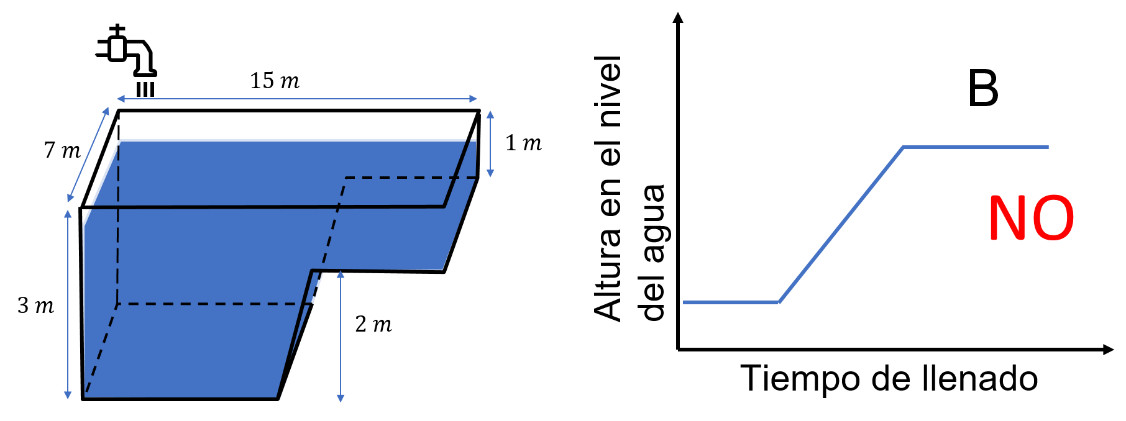 15 m
7 m
1 m
3 m
2 m
Altura en el nivel
del agua
B
NO
Tiempo de llenado